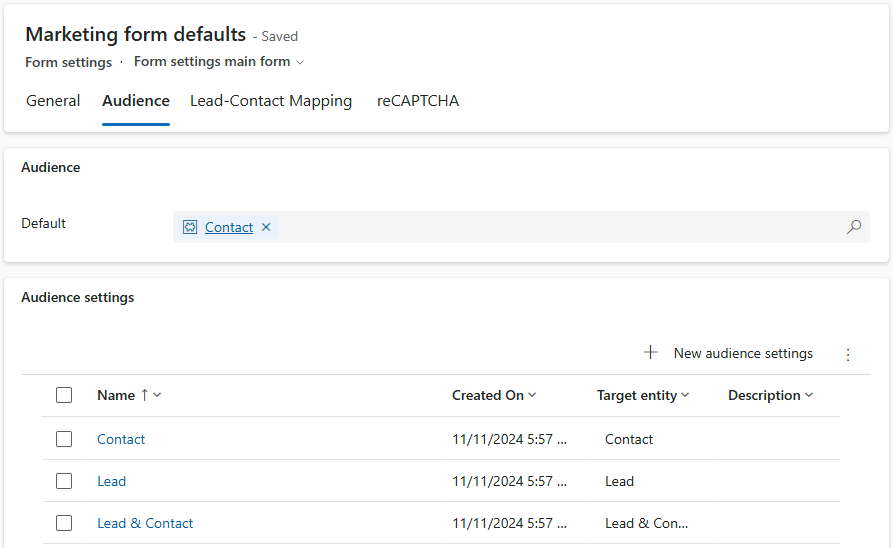 Marketing form defaults - Saved
Form settings · Form settings main form
General Audience Lead-Contact Mapping reCAPTCHA
Audience
Default Contact
Audience settings
New audience settings
Name ↑ Created On Target entity Description
Contact 11/11/2024 5:57 ... Contact
Lead 11/11/2024 5:57 ... Lead
Lead & Contact 11/11/2024 5:57 ... Lead & Con...